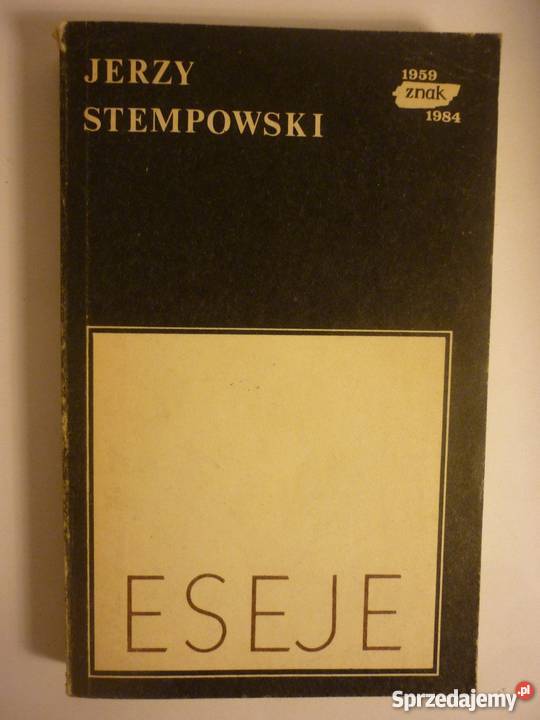 JERZY
STEMPOWSKI
1959
znak
1984
ESEJE
Sprzedajemy.pl